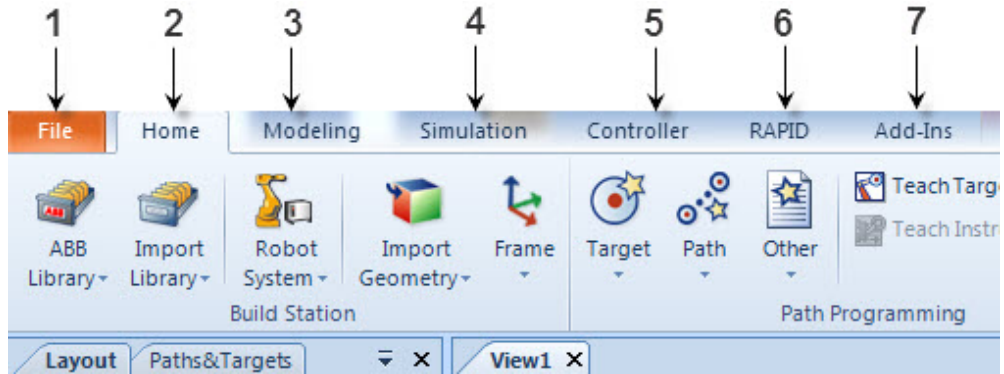 1 2 3 4 5 6 7
File Home Modeling Simulation Controller RAPID Add-Ins
ABB
Library
Import
Library
Robot
System
Import
Geometry
Frame
Target
Path
Other
Teach Targ
Teach Instr
Build Station
Path Programming
Layout Paths&Targets View1